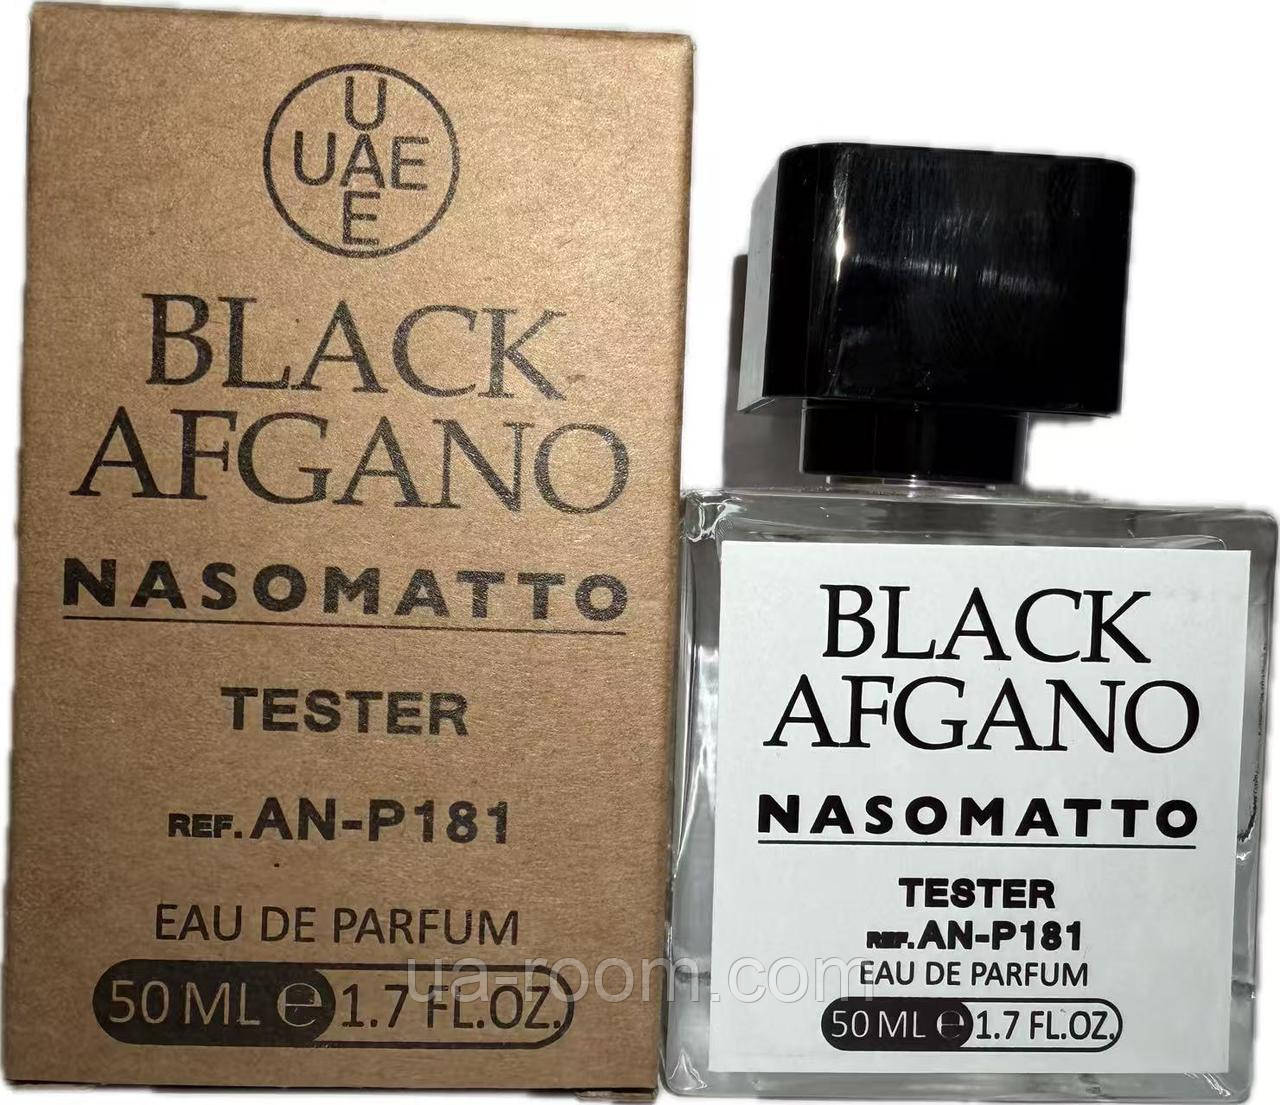 U
UAE
E
BLACK
AFGANO
NASOMATTO
TESTER
REF. AN-P181
EAU DE PARFUM
50 ML e 1.7 FL.OZ.
BLACK
AFGANO
NASOMATTO
TESTER
REF. AN-P181
EAU DE PARFUM
50 ML e 1.7 FL.OZ.
ua-room.com